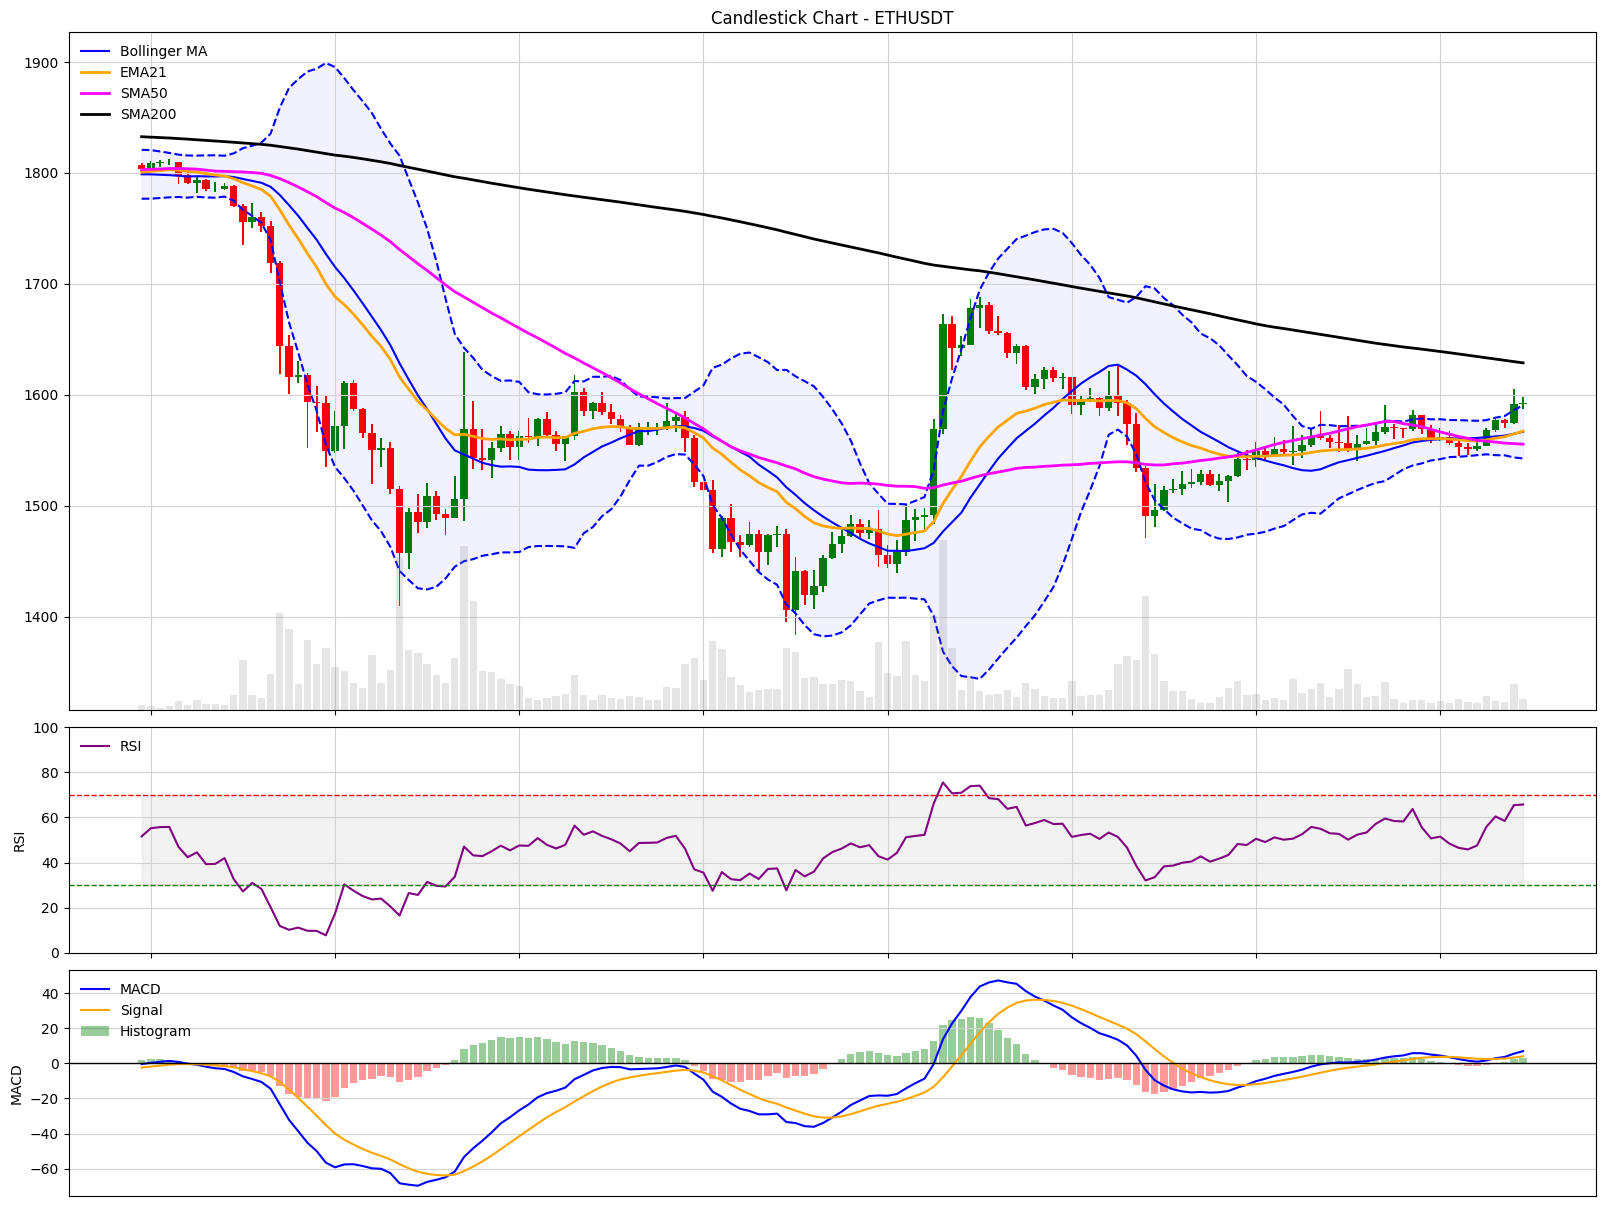 Candlestick Chart - ETHUSDT
Bollinger MA
EMA21
SMA50
SMA200
1900
1800
1700
1600
1500
1400
RSI
100
80
60
40
20
0
RSI
MACD
Signal
Histogram
40
20
0
−20
−40
−60
MACD